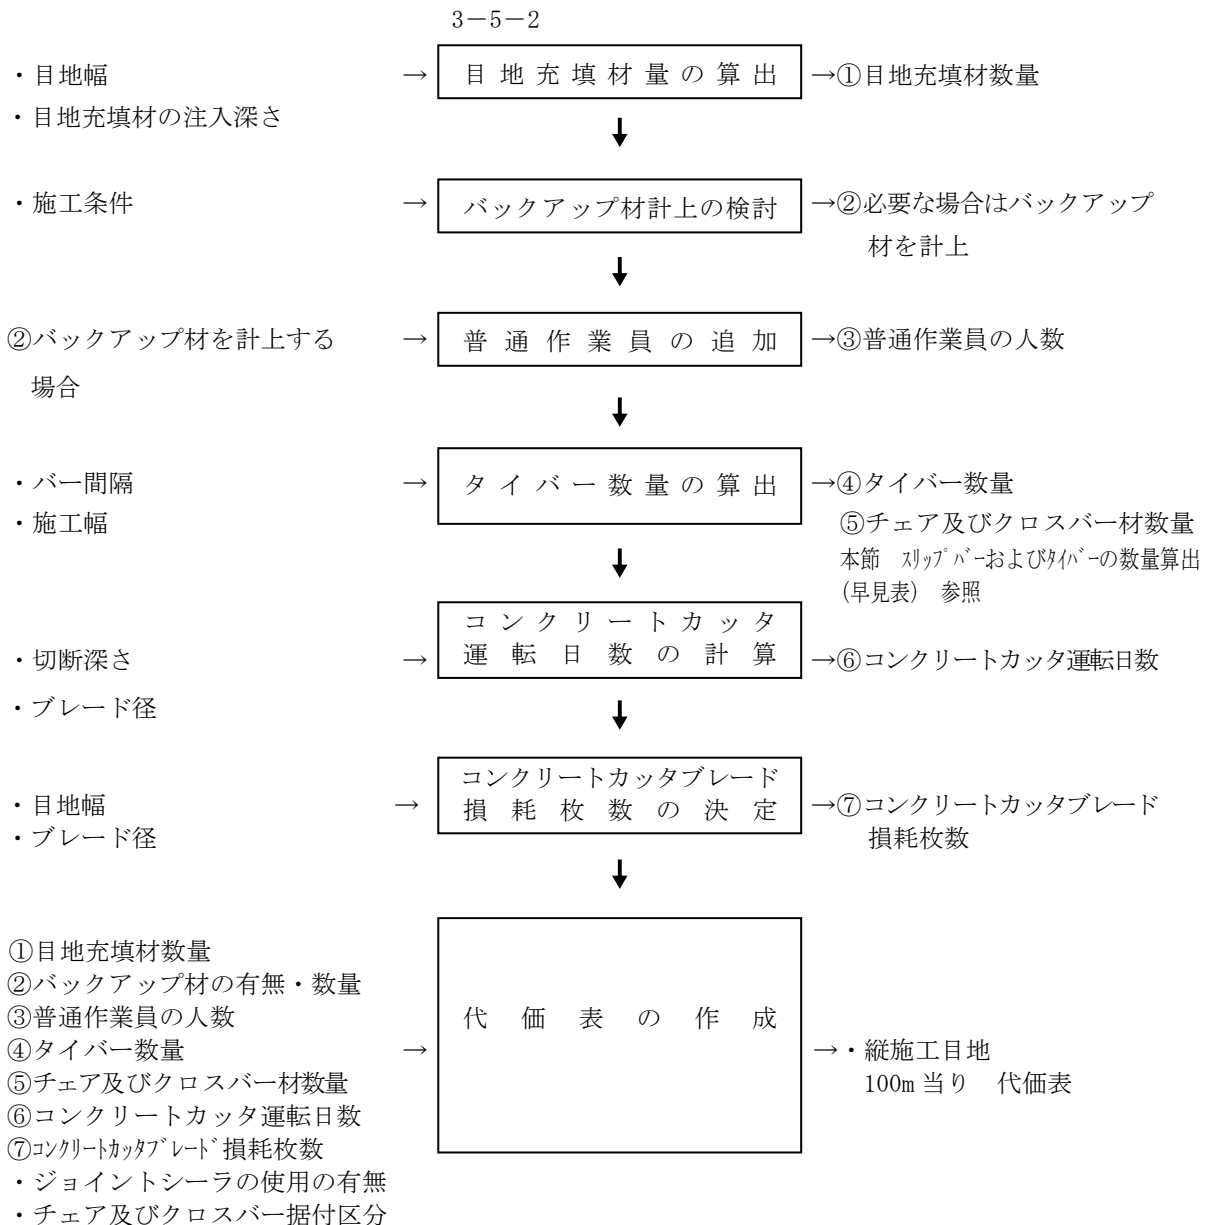 3－5－2
・目地幅 → 目地充填材量の算出 →①目地充填材数量
・目地充填材の注入深さ
・施工条件 → バックアップ材計上の検討 →②必要な場合はバックアップ
材を計上
②バックアップ材を計上する → 普通作業員の追加 →③普通作業員の人数
場合
・バー間隔 → タイバー数量の算出 →④タイバー数量
・施工幅 ⑤チェア及びクロスバー材数量
本節　ｽﾘｯﾌﾟﾊﾞｰおよびﾀｲﾊﾞｰの数量算出
(早見表)　参照
コンクリートカッタ
・切断深さ → 運転日数の計算 →⑥コンクリートカッタ運転日数
・ブレード径
コンクリートカッタブレード
・目地幅 → 損耗枚数の決定 →⑦コンクリートカッタブレード
・ブレード径 損耗枚数
①目地充填材数量
②バックアップ材の有無・数量
③普通作業員の人数 代価表の作成
④タイバー数量 → →・縦施工目地
⑤チェア及びクロスバー材数量 100m 当り　代価表
⑥コンクリートカッタ運転日数
⑦ｺﾝｸﾘｰﾄｶｯﾀﾌﾞﾚｰﾄﾞ損耗枚数
・ジョイントシーラの使用の有無
・チェア及びクロスバー据付区分